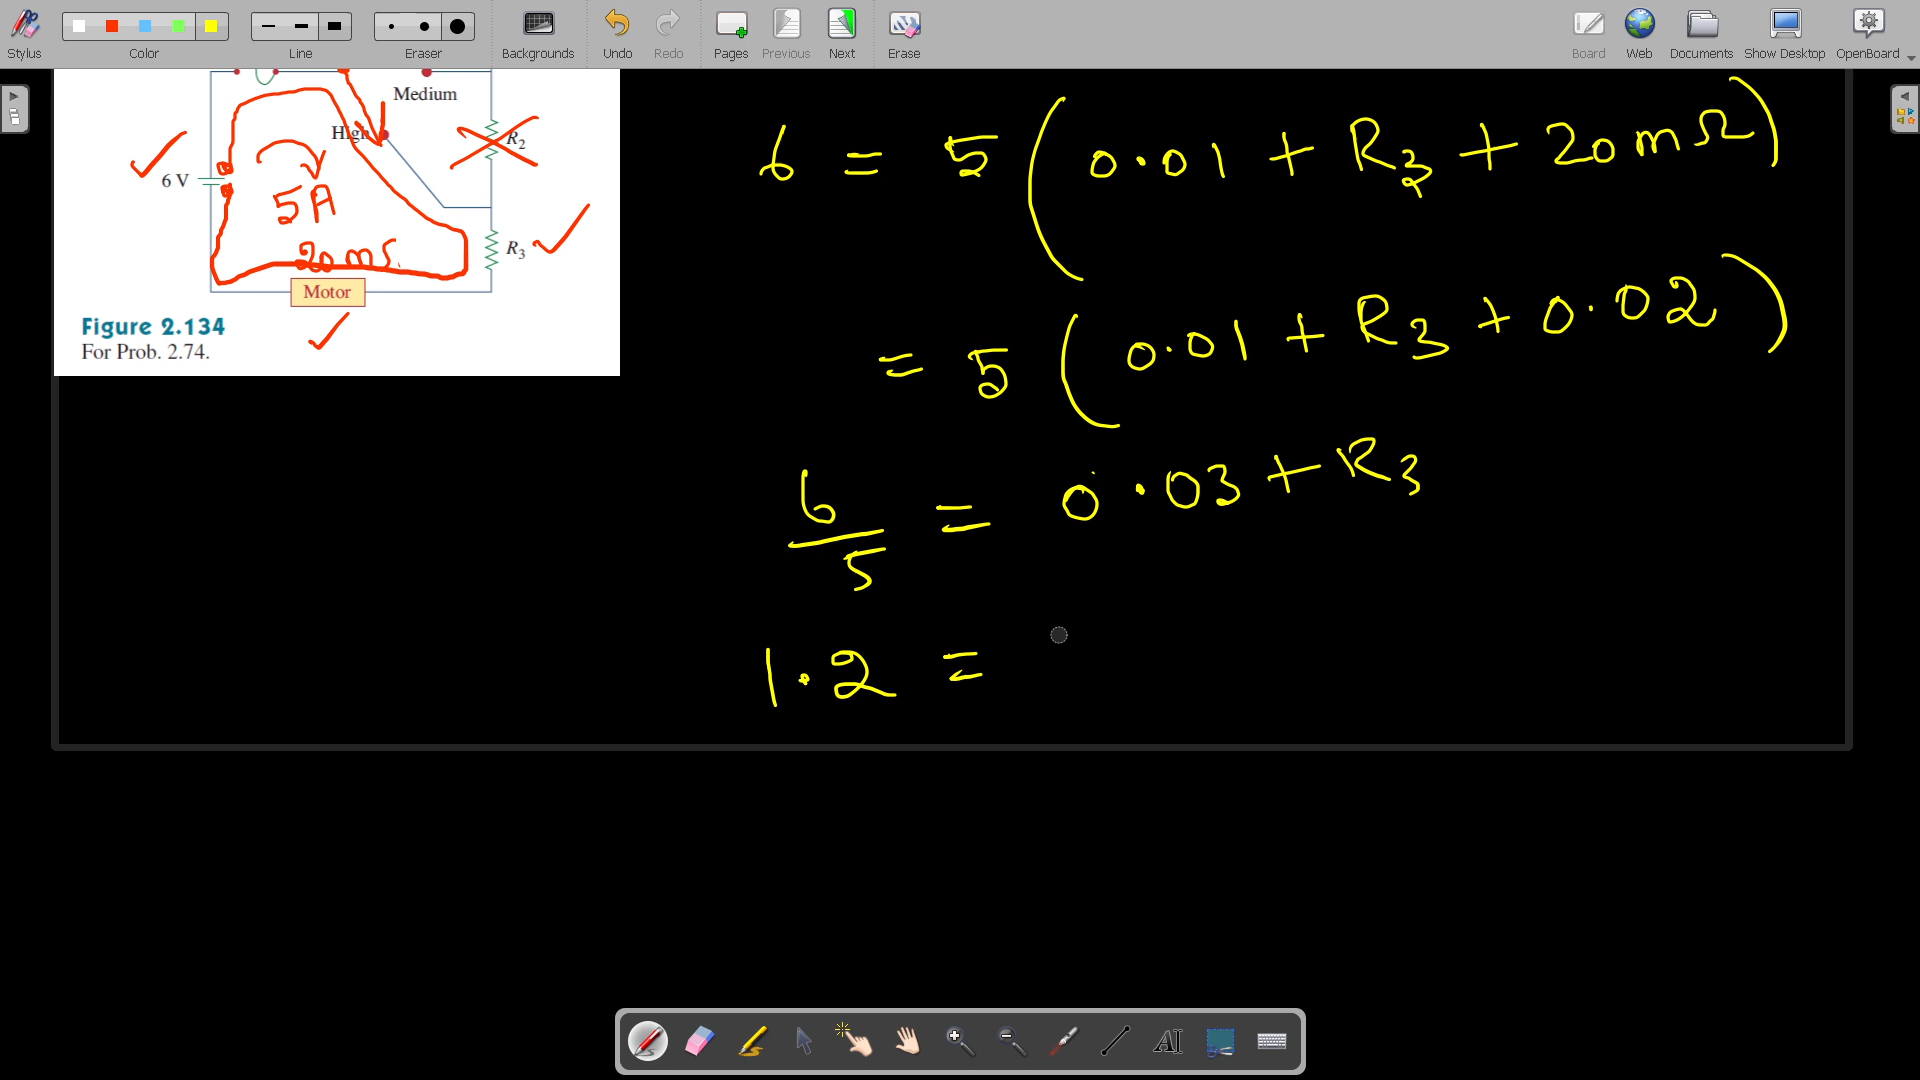 Stylus Color Line Eraser Backgrounds Undo Redo Pages Previous Next Erase Board Web Documents Show Desktop OpenBoard
Medium
High
R2
6 V
5A
R3
20 m
Motor
Figure 2.134
For Prob. 2.74.
6 = 5 (0.01 + R3 + 20 mΩ)
= 5 (0.01 + R3 + 0.02)
6/5 = 0.03 + R3
1.2 =